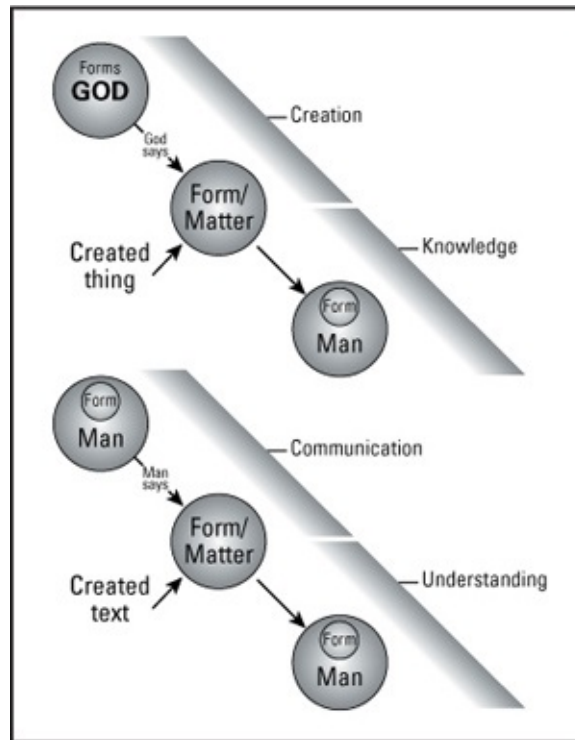 Forms
GOD
Creation
God
says
Form/
Matter
Created
thing
Knowledge
Form
Man
Form
Man
Communication
Man
says
Form/
Matter
Created
text
Understanding
Form
Man